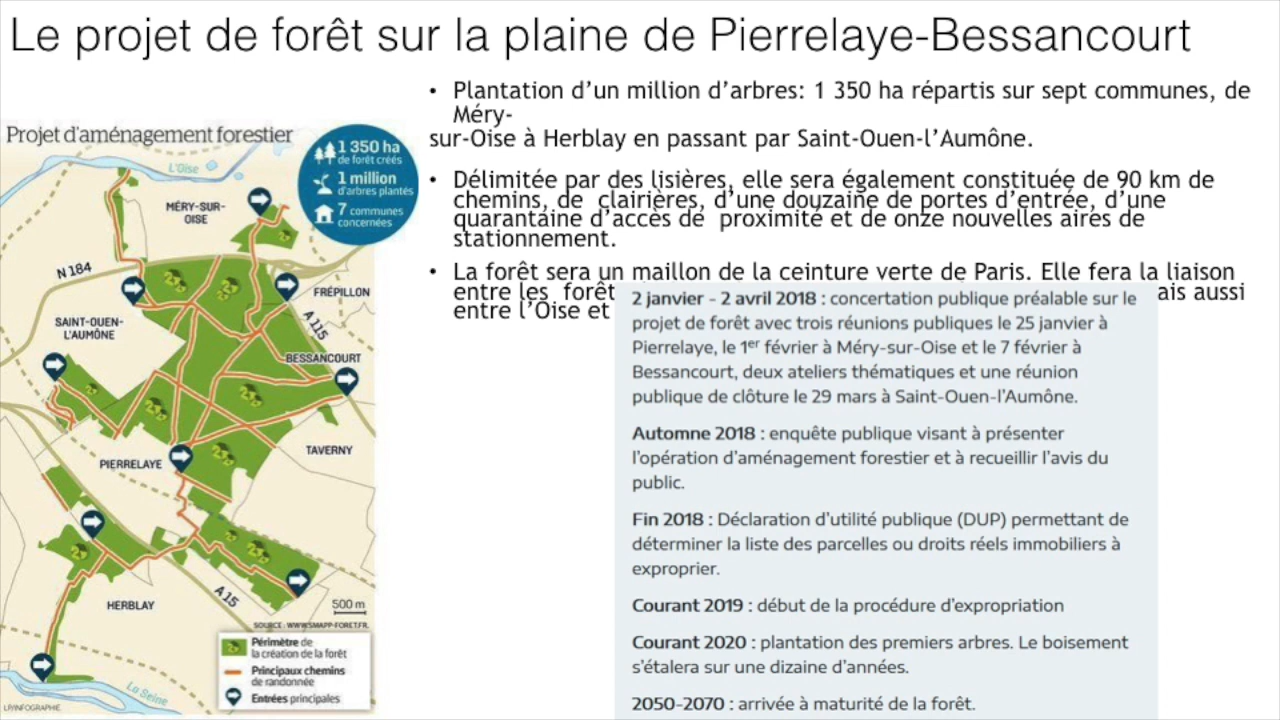 Le projet de forêt sur la plaine de Pierrelaye-Bessancourt
• Plantation d’un million d’arbres: 1 350 ha répartis sur sept communes, de
Méry-
sur-Oise à Herblay en passant par Saint-Ouen-l’Aumône.
• Délimitée par des lisières, elle sera également constituée de 90 km de
chemins, de clairières, d’une douzaine de portes d’entrée, d’une
quarantaine d’accès de proximité et de onze nouvelles aires de
stationnement.
• La forêt sera un maillon de la ceinture verte de Paris. Elle fera la liaison
entre les forêt ais aussi
entre l’Oise et
Projet d’aménagement forestier
1 350 ha
de forêt créés
1 million
d’arbres plantés
7 communes
concernées
L’Oise
MÉRY-SUR-
OISE
N 184
FRÉPILLON
SAINT-OUEN-
L’AUMÔNE
A 115
BESSANCOURT
TAVERNY
PIERRELAYE
HERBLAY
A 15
500 m
SOURCE : WWW.SMAPP-FORET.FR.
Périmètre de
la création de la forêt
Principaux chemins
de randonnée
Entrées principales
La Seine
LP/INFOGRAPHIE.
2 janvier - 2 avril 2018 : concertation publique préalable sur le
projet de forêt avec trois réunions publiques le 25 janvier à
Pierrelaye, le 1er février à Méry-sur-Oise et le 7 février à
Bessancourt, deux ateliers thématiques et une réunion
publique de clôture le 29 mars à Saint-Ouen-l’Aumône.
Automne 2018 : enquête publique visant à présenter
l’opération d’aménagement forestier et à recueillir l’avis du
public.
Fin 2018 : Déclaration d’utilité publique (DUP) permettant de
déterminer la liste des parcelles ou droits réels immobiliers à
exproprier.
Courant 2019 : début de la procédure d’expropriation
Courant 2020 : plantation des premiers arbres. Le boisement
s’étalera sur une dizaine d’années.
2050-2070 : arrivée à maturité de la forêt.